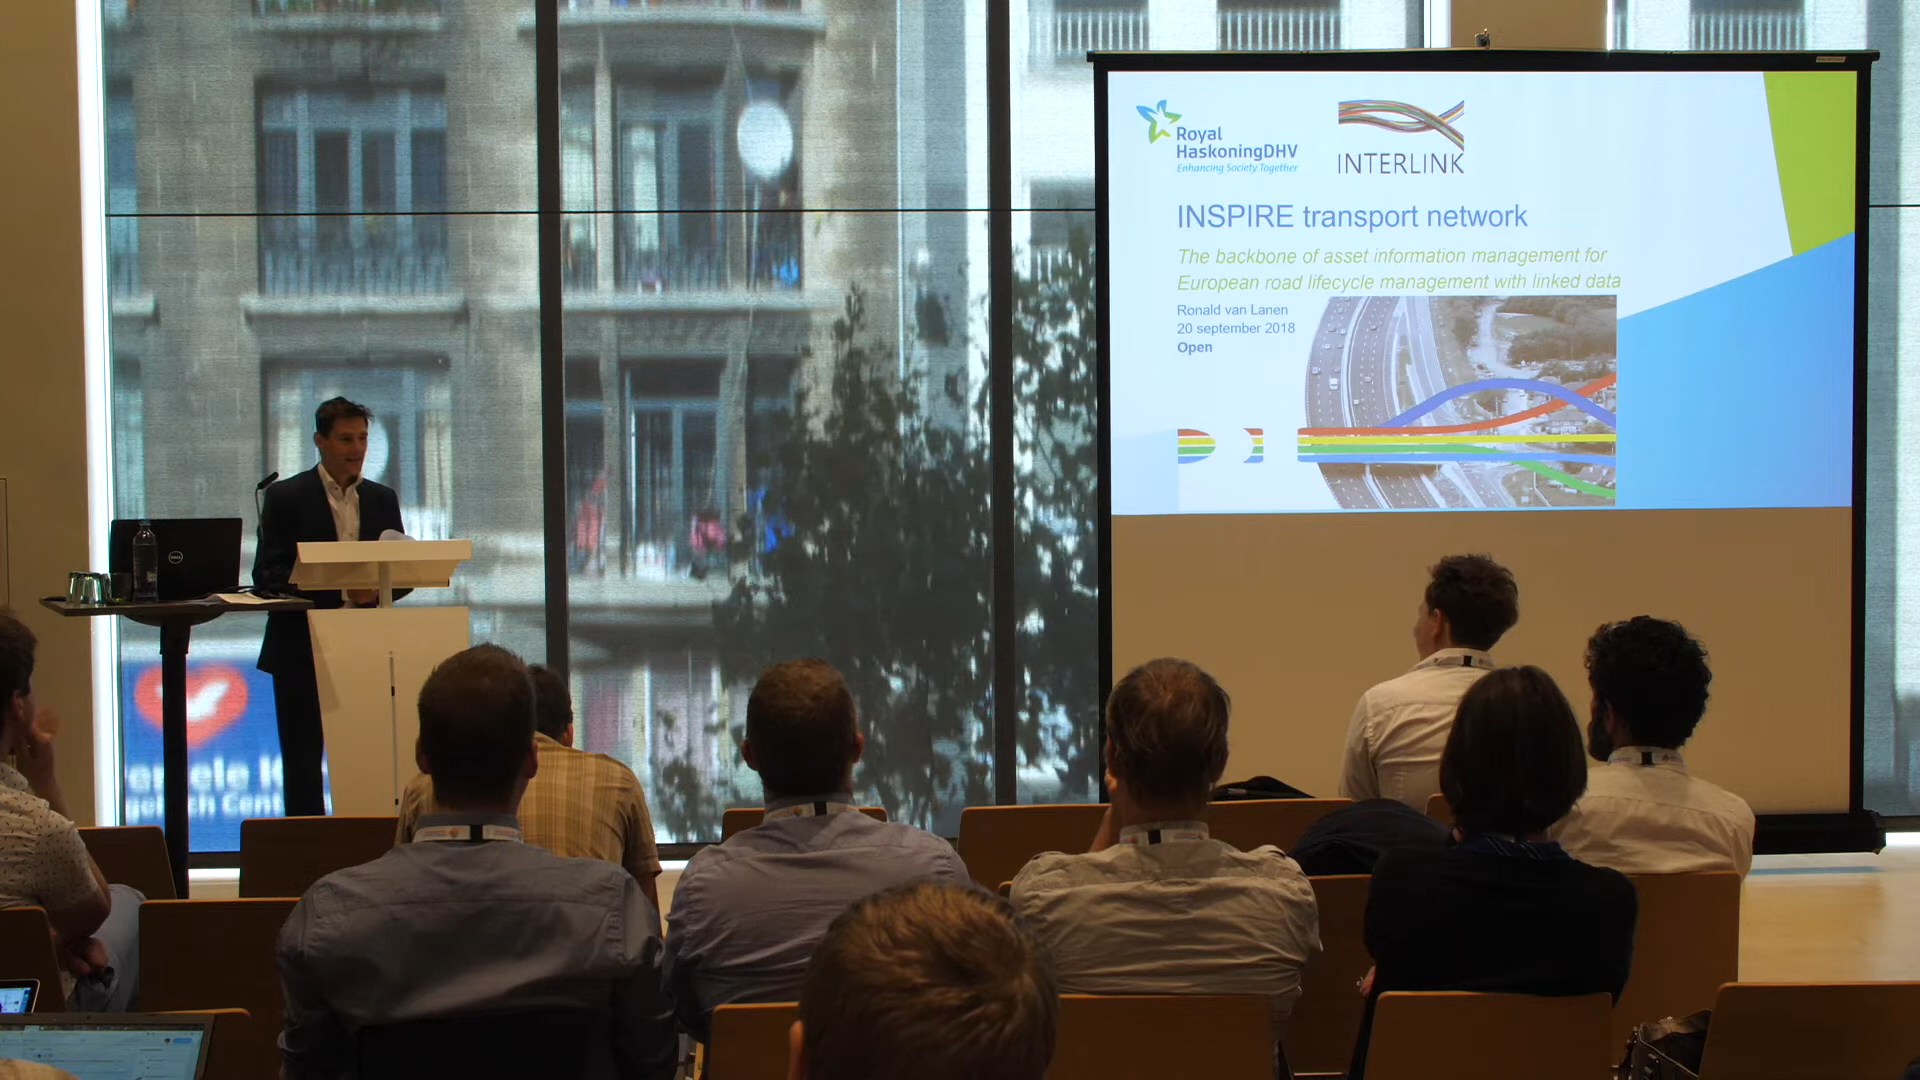 Royal
HaskoningDHV
Enhancing Society Together
INTERLINK
INSPIRE transport network
The backbone of asset information management for
European road lifecycle management with linked data
Ronald van Lanen
20 september 2018
Open
DELL